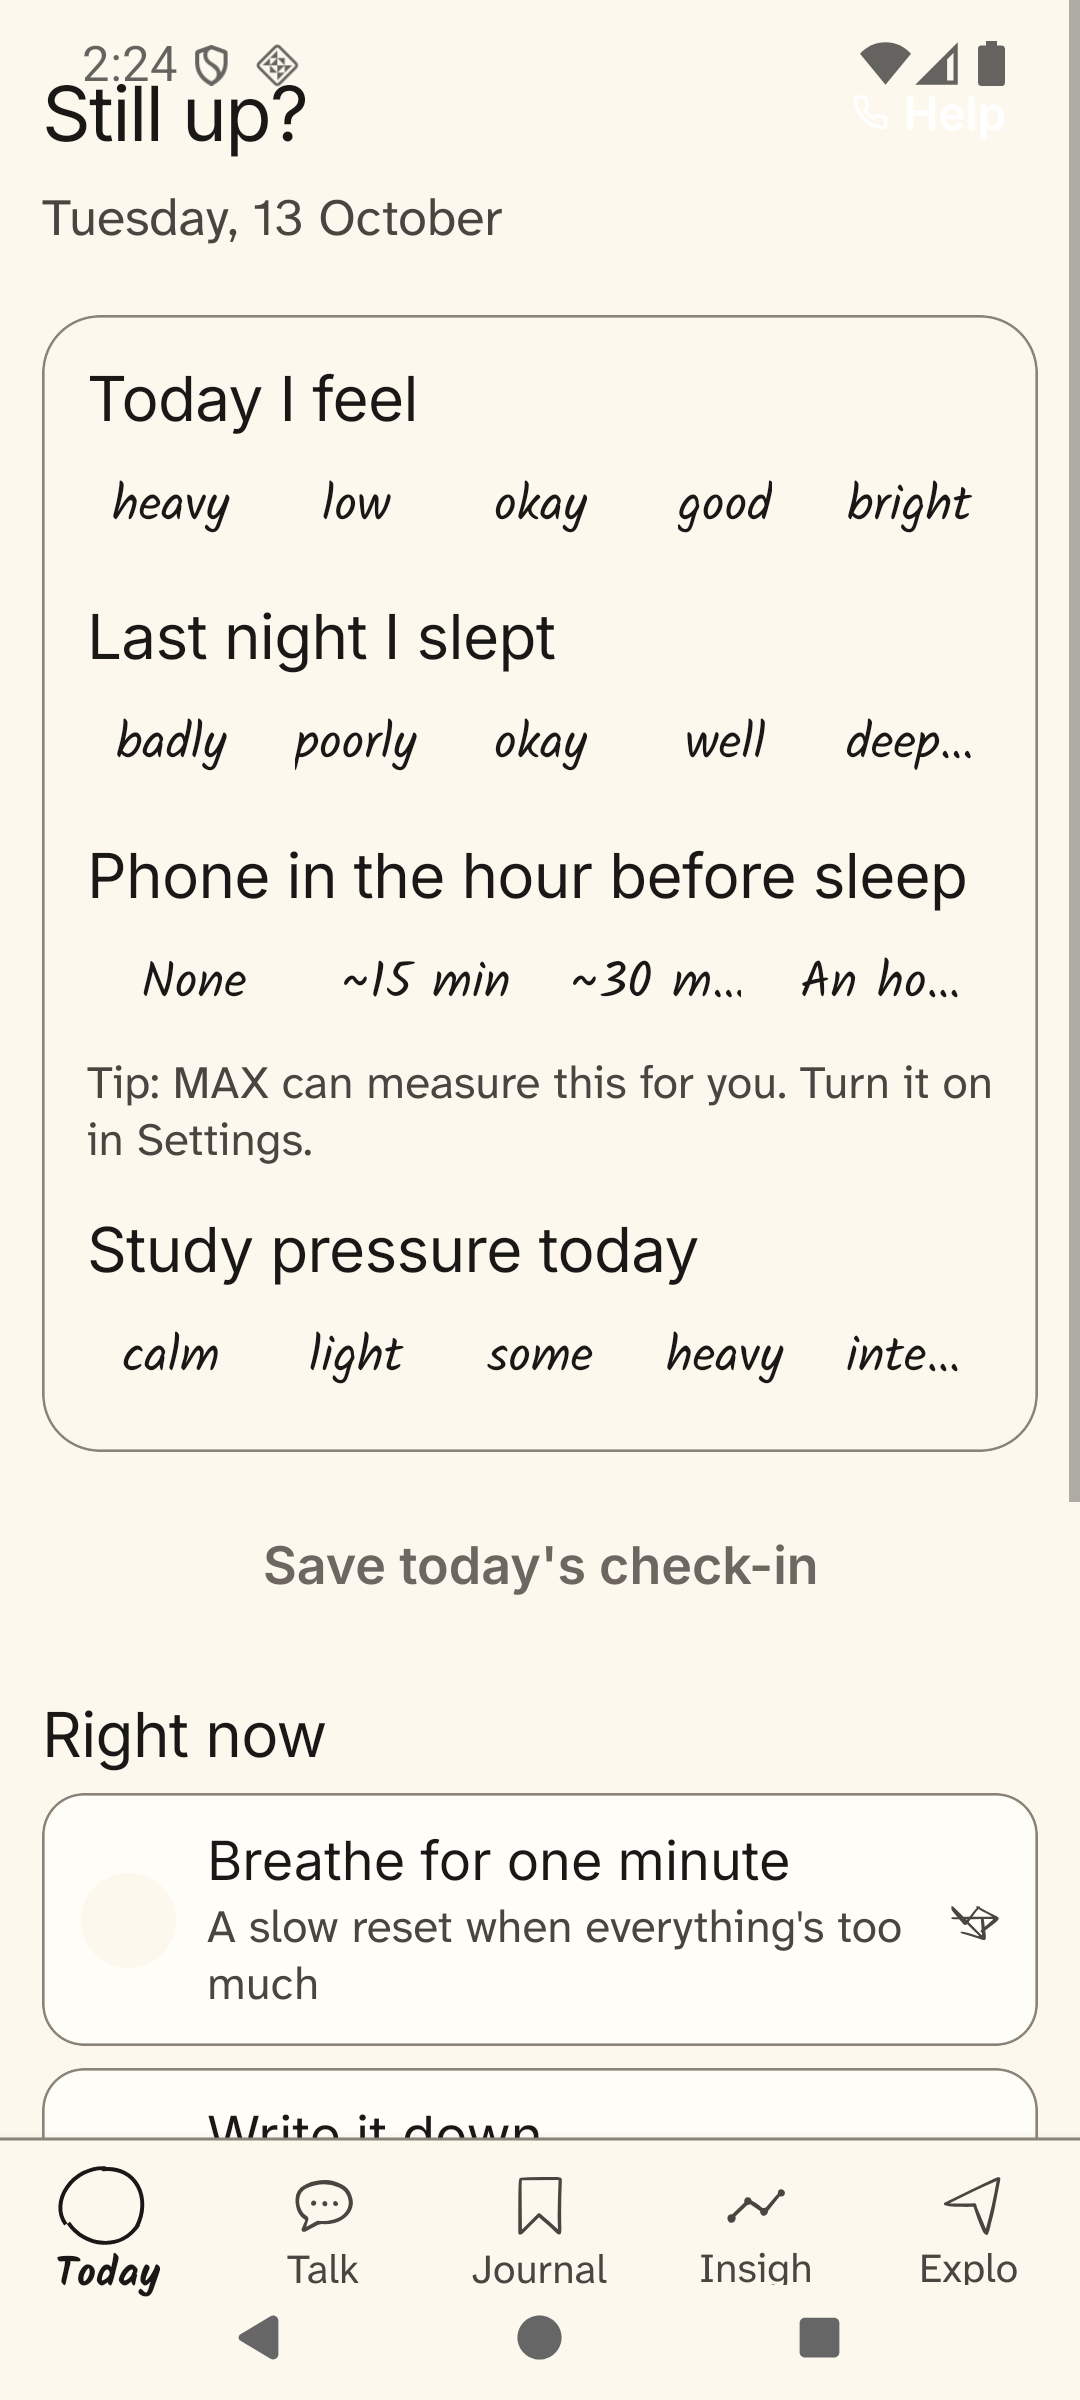 2:24
Still up?
Help
Tuesday, 13 October
Today I feel
heavy low okay good bright
Last night I slept
badly poorly okay well deep...
Phone in the hour before sleep
None ~15 min ~30 m... An ho...
Tip: MAX can measure this for you. Turn it on
in Settings.
Study pressure today
calm light some heavy inte...
Save today's check-in
Right now
Breathe for one minute
A slow reset when everything's too
much
Write it down
Today Talk Journal Insigh Explo